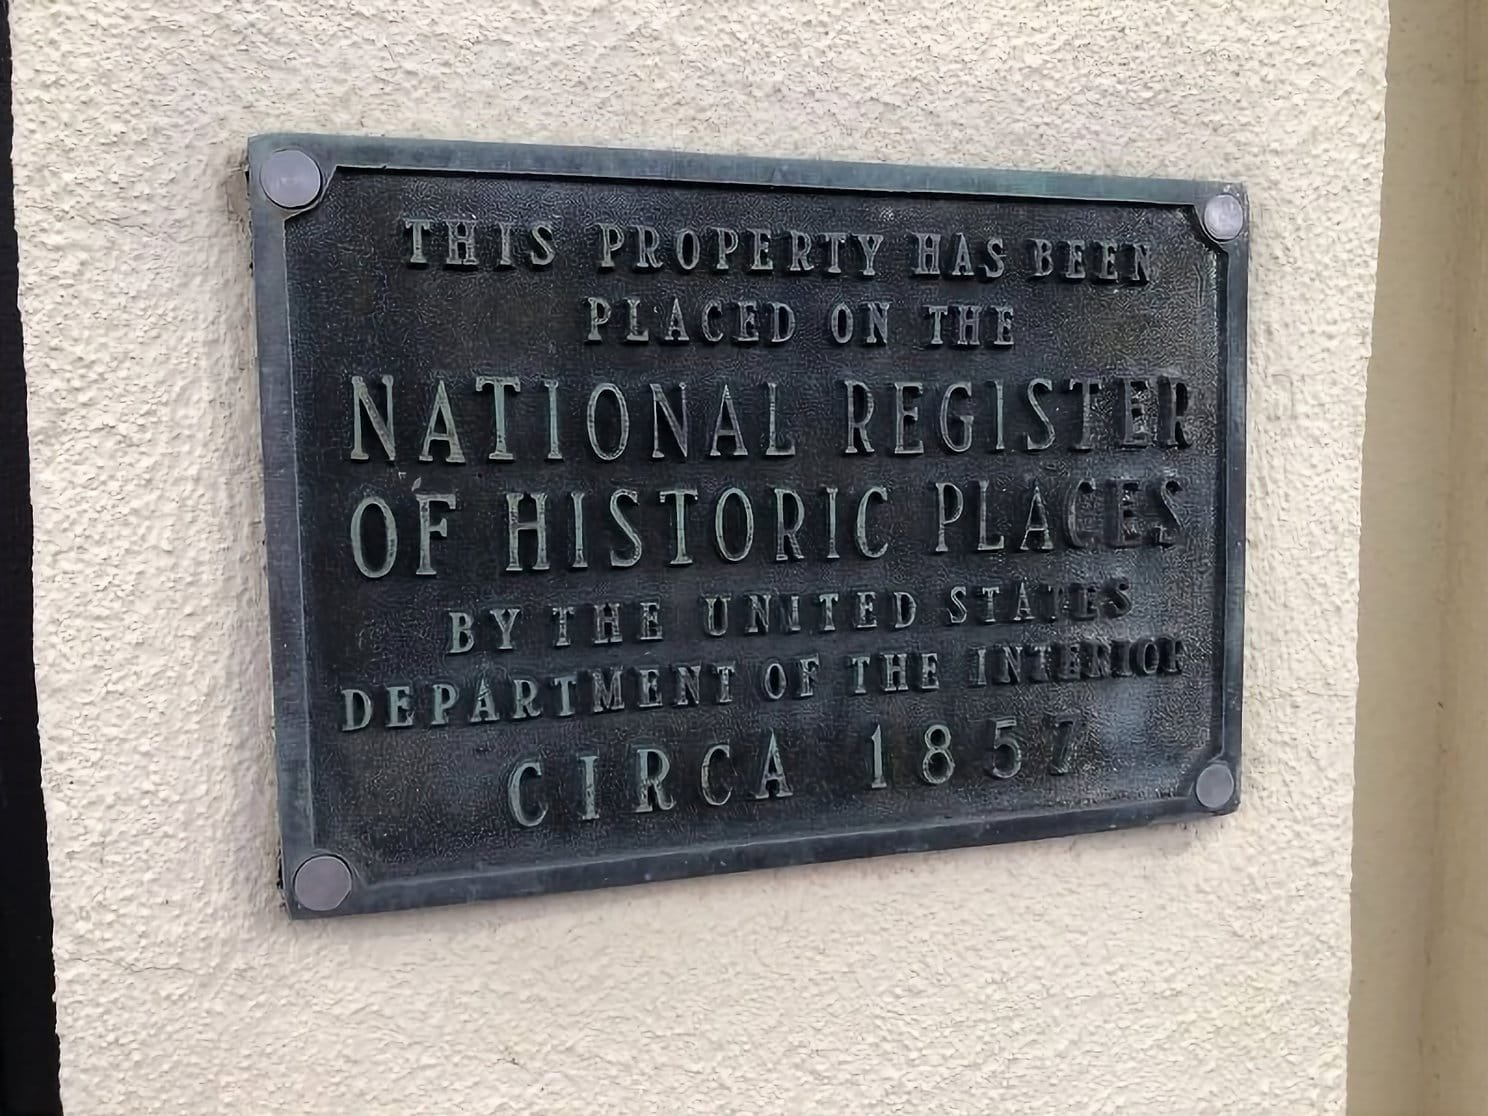 THIS PROPERTY HAS BEEN
PLACED ON THE
NATIONAL REGISTER
OF HISTORIC PLACES
BY THE UNITED STATES
DEPARTMENT OF THE INTERIOR
CIRCA 1857